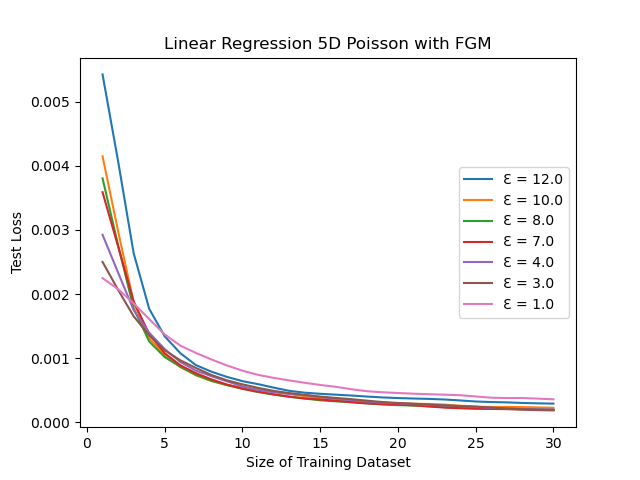 Linear Regression 5D Poisson with FGM
0.005
0.004
0.003
0.002
0.001
0.000
Test Loss
Ɛ = 12.0
Ɛ = 10.0
Ɛ = 8.0
Ɛ = 7.0
Ɛ = 4.0
Ɛ = 3.0
Ɛ = 1.0
0 5 10 15 20 25 30
Size of Training Dataset